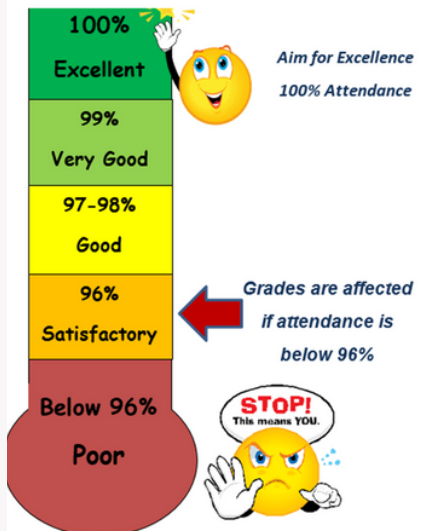 100%
Excellent
Aim for Excellence
100% Attendance
99%
Very Good
97-98%
Good
96%
Satisfactory
Grades are affected
if attendance is
below 96%
Below 96%
Poor
STOP!
This means YOU.